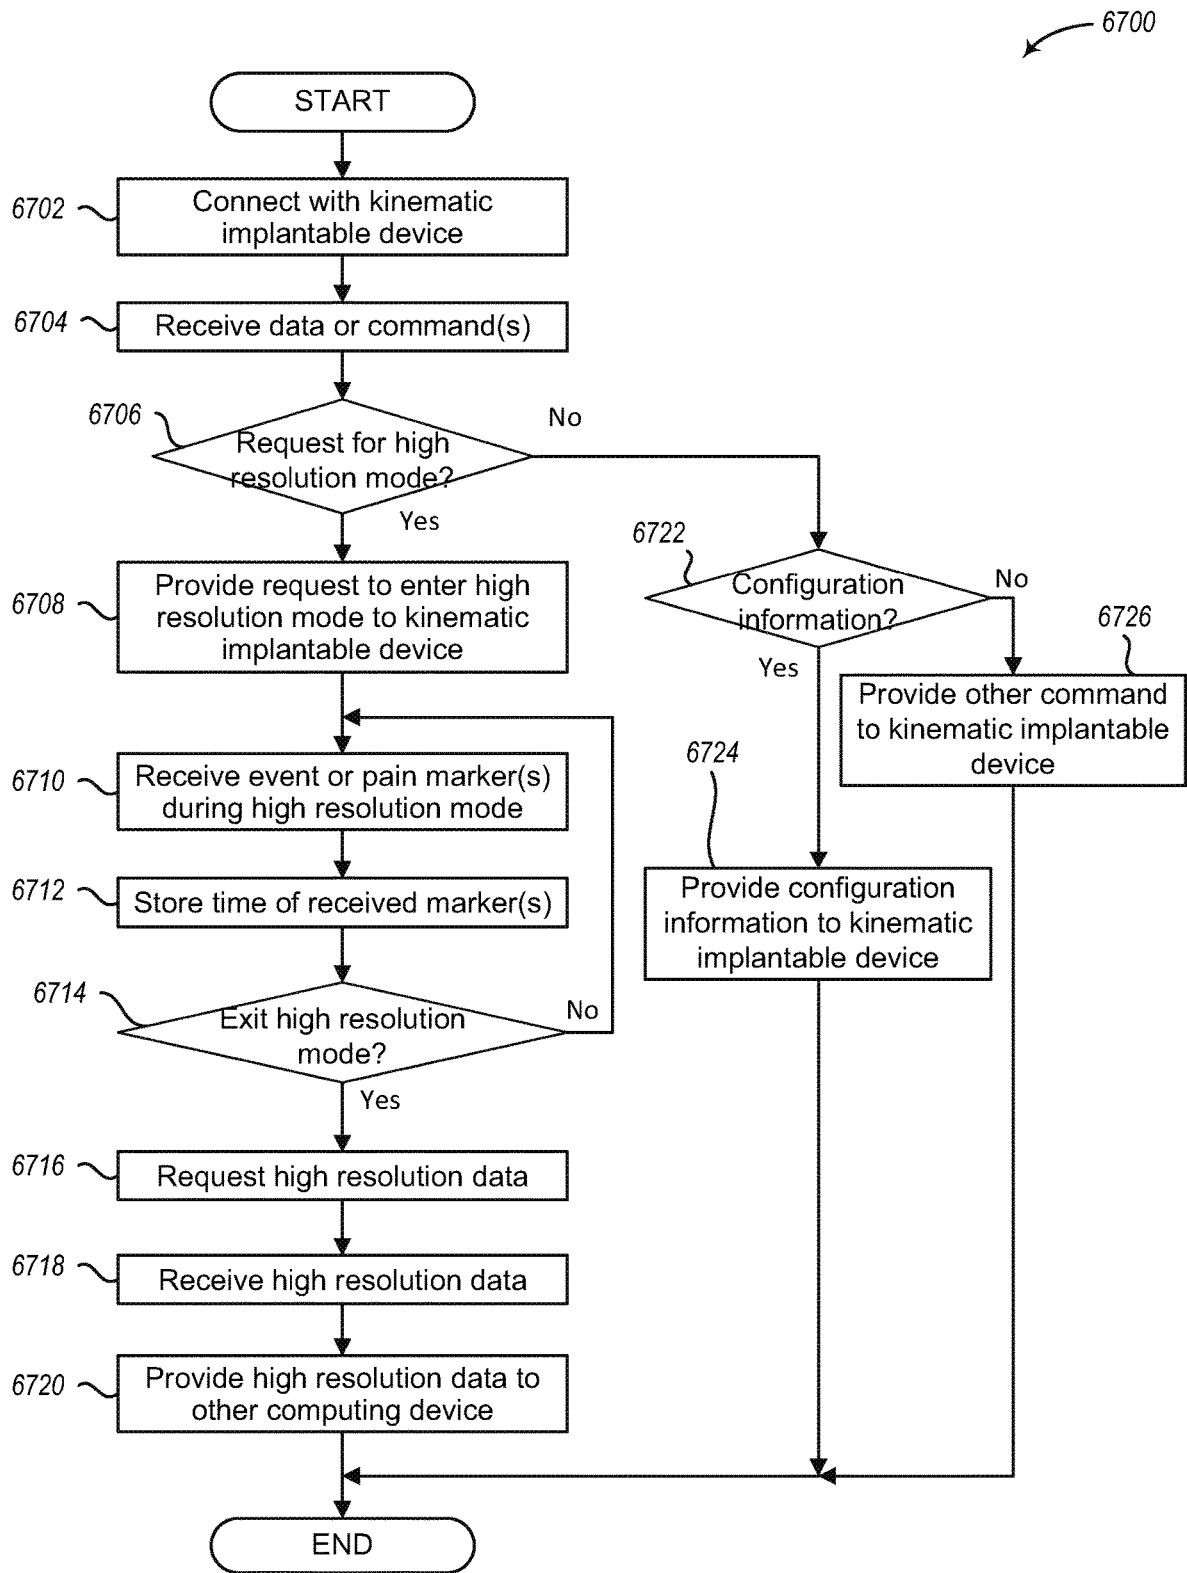 6700
START
6702
Connect with kinematic
implantable device
6704
Receive data or command(s)
6706
Request for high
resolution mode?
No
Yes
6708
Provide request to enter high
resolution mode to kinematic
implantable device
6722
Configuration
information?
No
Yes
6726
Provide other command
to kinematic implantable
device
6724
Provide configuration
information to kinematic
implantable device
6710
Receive event or pain marker(s)
during high resolution mode
6712
Store time of received marker(s)
6714
Exit high resolution
mode?
No
Yes
6716
Request high resolution data
6718
Receive high resolution data
6720
Provide high resolution data to
other computing device
END